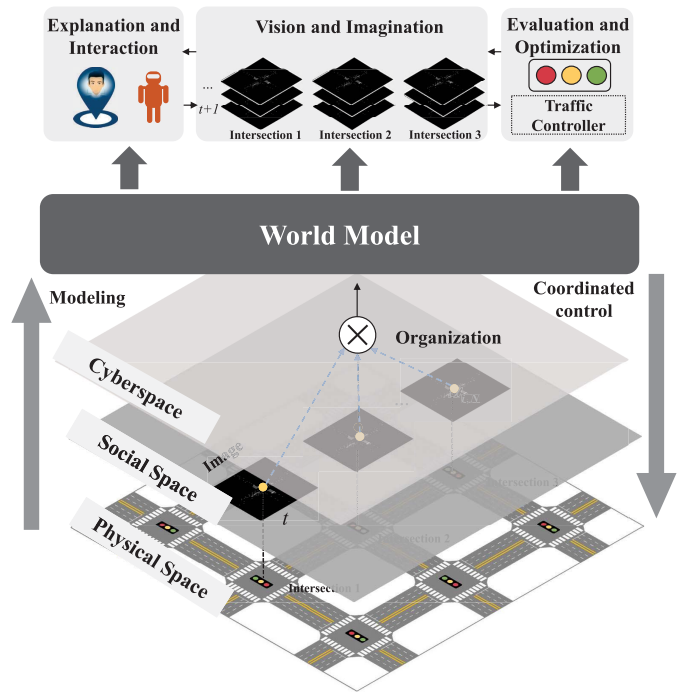 Explanation and
Interaction
Vision and Imagination
Evaluation and
Optimization
...
t+1
Intersection 1
Intersection 2
Intersection 3
Traffic
Controller
World Model
Modeling
Coordinated
control
Organization
Cyberspace
...
Social Space
Image
t
Physical Space
Intersection 3
Intersection 2
Intersection 1